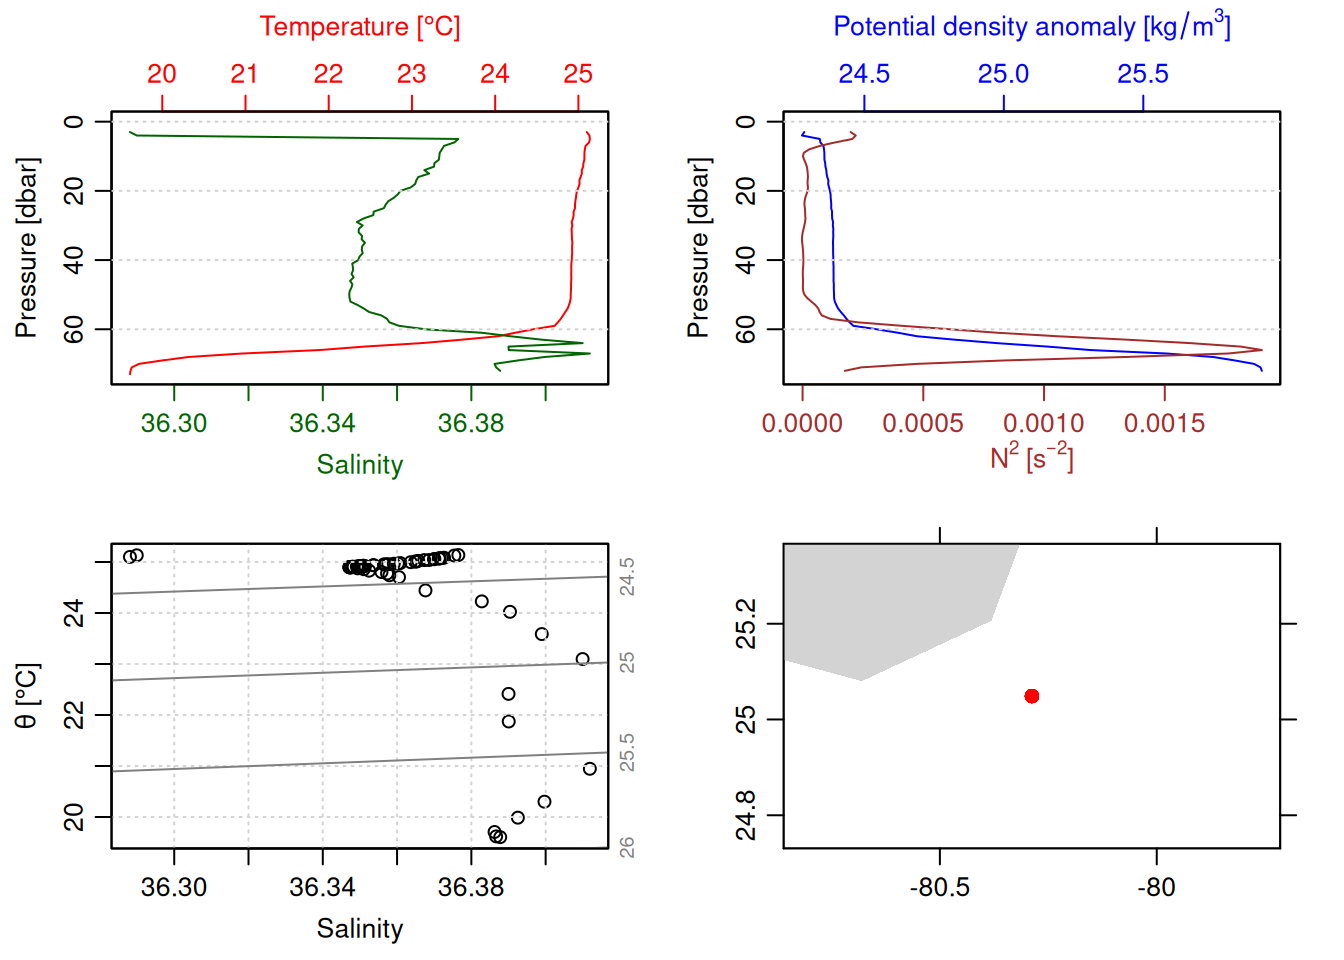 Temperature [°C]
20 21 22 23 24 25
Pressure [dbar]
0
20
40
60
36.30 36.34 36.38
Salinity
Potential density anomaly [kg/m³]
24.5 25.0 25.5
Pressure [dbar]
0
20
40
60
0.0000 0.0005 0.0010 0.0015
N² [s⁻²]
θ [°C]
24
22
20
24.5
25
25.5
26
36.30 36.34 36.38
Salinity
25.2
25
24.8
-80.5 -80